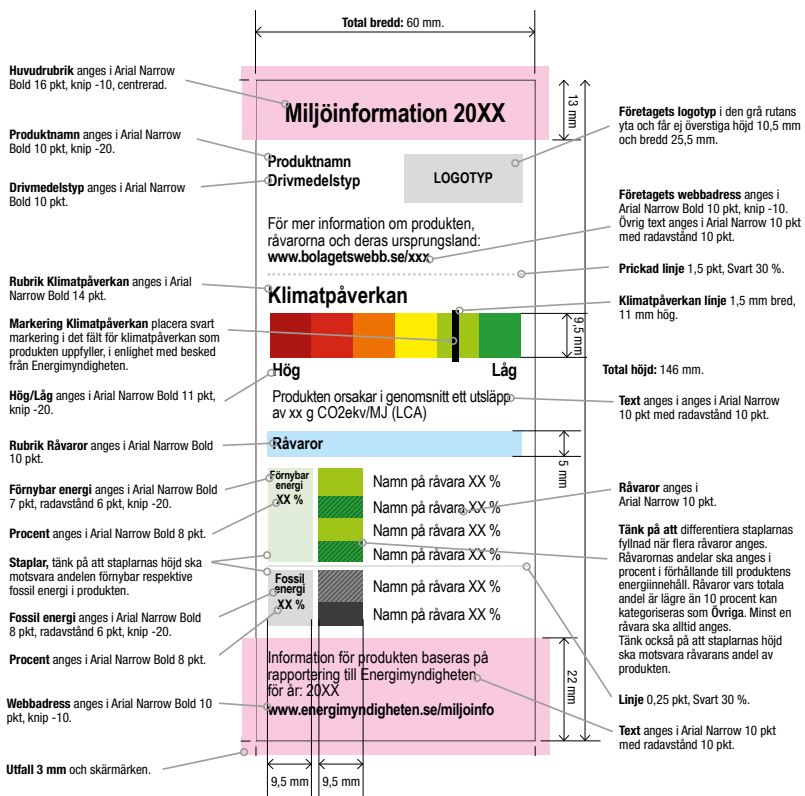 Total bredd: 60 mm.
Huvudrubrik anges i Arial Narrow
Bold 16 pkt, knip -10, centrerad.
Produktnamn anges i Arial Narrow
Bold 10 pkt, knip -20.
Drivmedelstyp anges i Arial Narrow
Bold 10 pkt.
Rubrik Klimatpåverkan anges i Arial
Narrow Bold 14 pkt.
Markering Klimatpåverkan placera svart
markering i det fält för klimatpåverkan som
produkten uppfyller, i enlighet med besked
från Energimyndigheten.
Hög/Låg anges i Arial Narrow Bold 11 pkt,
knip -20.
Rubrik Råvaror anges i Arial Narrow Bold
10 pkt.
Förnybar energi anges i Arial Narrow Bold
7 pkt, radavstånd 6 pkt, knip -20.
Procent anges i Arial Narrow Bold 8 pkt.
Staplar, tänk på att staplarnas höjd ska
motsvara andelen förnybar respektive
fossil energi i produkten.
Fossil energi anges i Arial Narrow Bold
8 pkt, radavstånd 6 pkt, knip -20.
Procent anges i Arial Narrow Bold 8 pkt.
Webbadress anges i Arial Narrow Bold 10
pkt, knip -10.
Utfall 3 mm och skärmärken.
Miljöinformation 20XX
Produktnamn
Drivmedelstyp
LOGOTYP
För mer information om produkten,
råvarorna och deras ursprungsland:
www.bolagetswebb.se/xxx
Klimatpåverkan
Hög
Låg
Produkten orsakar i genomsnitt ett utsläpp
av xx g CO2ekv/MJ (LCA)
Råvaror
Förnybar
energi
XX %
Namn på råvara XX %
Namn på råvara XX %
Namn på råvara XX %
Namn på råvara XX %
Fossil
energi
XX %
Namn på råvara XX %
Namn på råvara XX %
Information för produkten baseras på
rapportering till Energimyndigheten
för år: 20XX
www.energimyndigheten.se/miljoinfo
9,5 mm
9,5 mm
13 mm
9,5 mm
5 mm
22 mm
Företagets logotyp i den grå rutans
yta och får ej överstiga höjd 10,5 mm
och bredd 25,5 mm.
Företagets webbadress anges i
Arial Narrow Bold 10 pkt, knip -10.
Övrig text anges i Arial Narrow 10 pkt
med radavstånd 10 pkt.
Prickad linje 1,5 pkt, Svart 30 %.
Klimatpåverkan linje 1,5 mm bred,
11 mm hög.
Total höjd: 146 mm.
Text anges i anges i Arial Narrow
10 pkt med radavstånd 10 pkt.
Råvaror anges i
Arial Narrow 10 pkt.
Tänk på att differentiera staplarnas
fyllnad när flera råvaror anges.
Råvarornas andelar ska anges i
procent i förhållande till produktens
energiinnehåll. Råvaror vars totala
andel är lägre än 10 procent kan
kategoriseras som Övriga. Minst en
råvara ska alltid anges.
Tänk också på att staplarnas höjd
ska motsvara råvarans andel av
produkten.
Linje 0,25 pkt, Svart 30 %.
Text anges i Arial Narrow 10 pkt
med radavstånd 10 pkt.